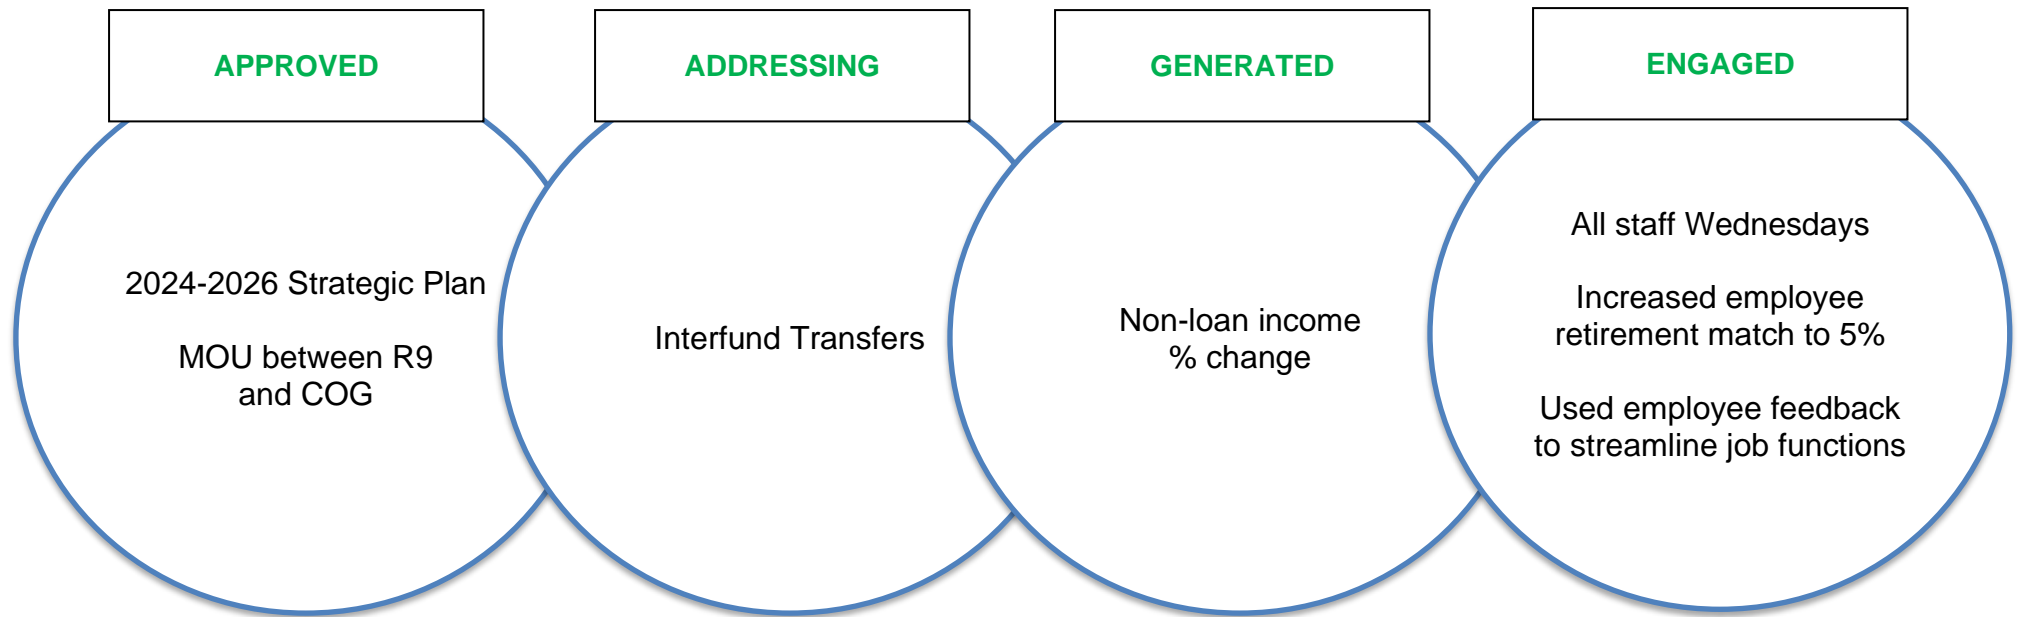 APPROVED
2024-2026 Strategic Plan
MOU between R9
and COG
ADDRESSING
Interfund Transfers
GENERATED
Non-loan income
% change
ENGAGED
All staff Wednesdays
Increased employee
retirement match to 5%
Used employee feedback
to streamline job functions